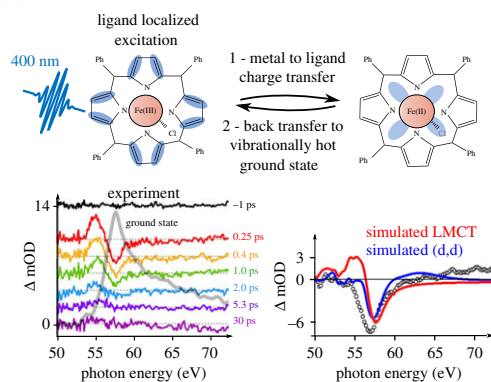 ligand localized
excitation
400 nm
Ph
Ph
N
N
N
N
Fe(III)
Cl
Ph
Ph
1 - metal to ligand
charge transfer
2 - back transfer to
vibrationally hot
ground state
Ph
Ph
N
N
N
N
Fe(II)
Cl
Ph
Ph
experiment
14
0
Δ mOD
ground state
−1 ps
0.25 ps
0.4 ps
1.0 ps
2.0 ps
5.3 ps
30 ps
50 55 60 65 70
photon energy (eV)
simulated LMCT
simulated (d,d)
Δ mOD
3
0
−6
50 55 60 65 70
photon energy (eV)